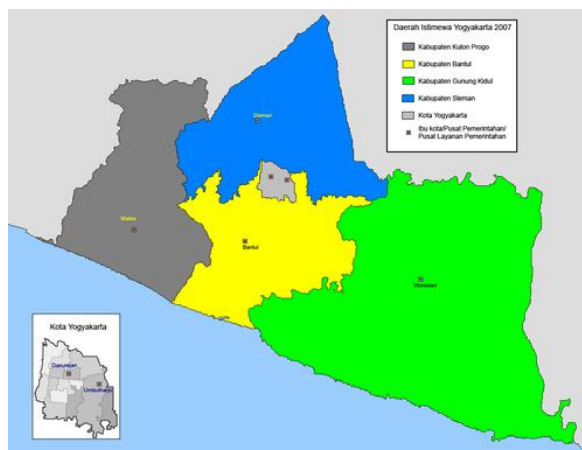 Daerah Istimewa Yogyakarta 2007
Kabupaten Kulon Progo
Kabupaten Bantul
Kabupaten Gunung Kidul
Kabupaten Sleman
Kota Yogyakarta
Ibu kota/Pusat Pemerintahan/
Pusat Layanan Pemerintahan
Sleman
Wates
Bantul
Wonosari
Kota Yogyakarta
Danurejan
Umbulharjo